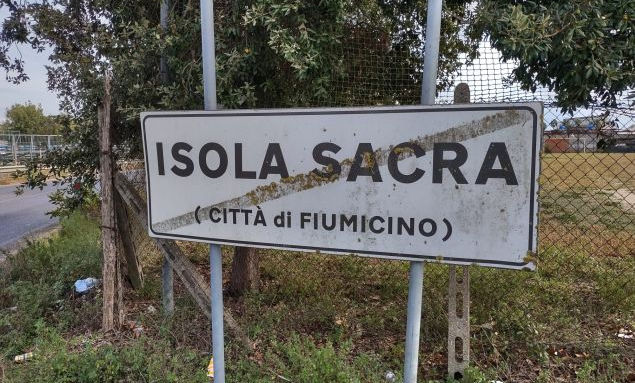 ISOLA SACRA
(CITTÀ di FIUMICINO)